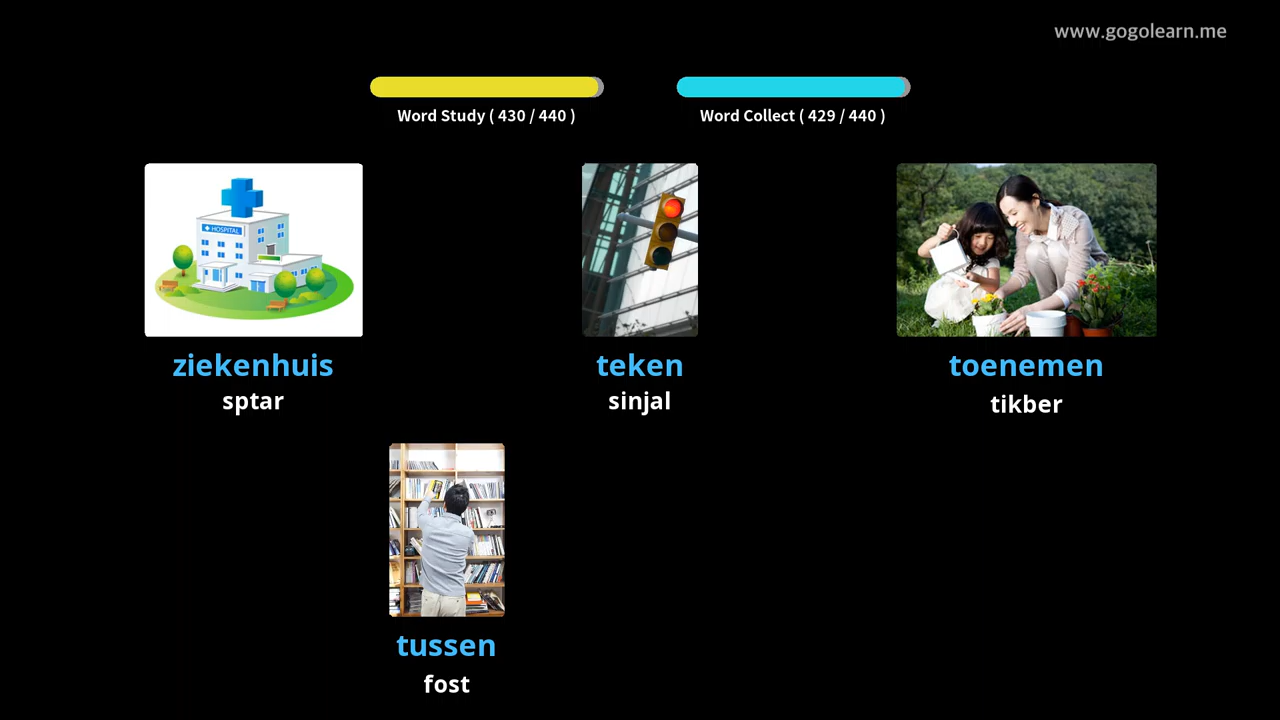 www.gogolearn.me
Word Study ( 430 / 440 )
Word Collect ( 429 / 440 )
HOSPITAL
ziekenhuis
sptar
teken
sinjal
toenemen
tikber
tussen
fost